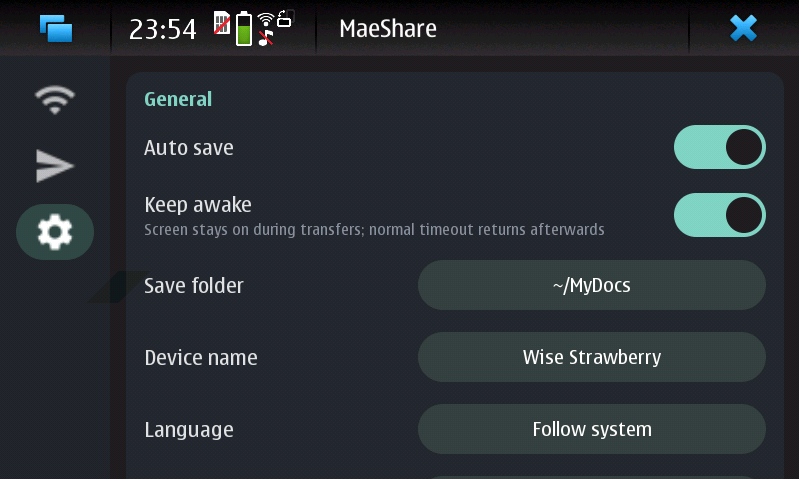 23:54
MaeShare
General
Auto save
Keep awake
Screen stays on during transfers; normal timeout returns afterwards
Save folder
~/MyDocs
Device name
Wise Strawberry
Language
Follow system